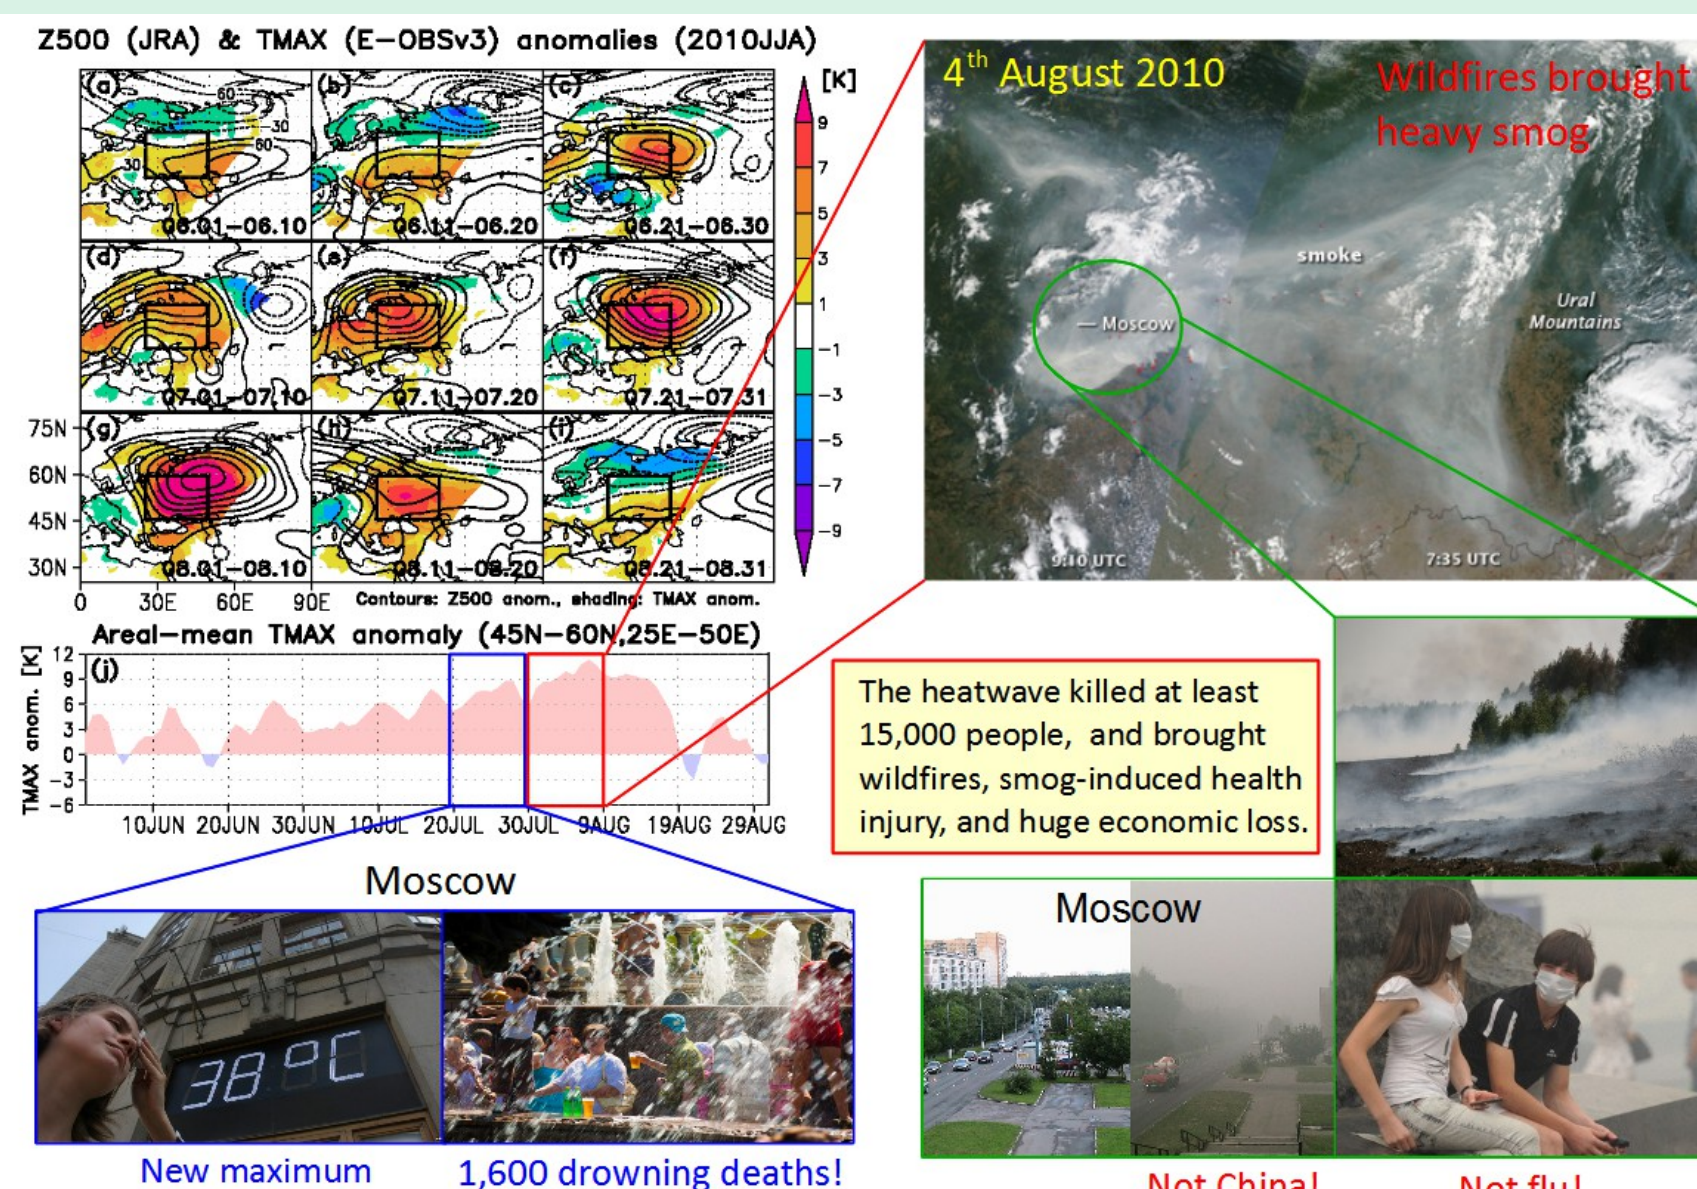 Z500 (JRA) & TMAX (E-OBSv3) anomalies (2010JJA)
(a)
60
30
60
30
06.01-06.10
(b)
06.11-06.20
(c)
06.21-06.30
(d)
07.01-07.10
(e)
07.11-07.20
(f)
07.21-07.31
(g)
08.01-08.10
(h)
08.11-08.20
(i)
08.21-08.31
75N
60N
45N
30N
0 30E 60E 90E
Contours: Z500 anom., shading: TMAX anom.
[K]
9
7
5
3
1
-1
-3
-5
-7
-9
Areal-mean TMAX anomaly (45N-60N,25E-50E)
(j)
TMAX anom. [K]
12
9
6
3
0
-3
-6
10JUN 20JUN 30JUN 10JUL 20JUL 30JUL 9AUG 19AUG 29AUG
4th August 2010
Wildfires brought
heavy smog
smoke
Moscow
Ural
Mountains
9:10 UTC
7:35 UTC
The heatwave killed at least
15,000 people, and brought
wildfires, smog-induced health
injury, and huge economic loss.
Moscow
38°C
New maximum
1,600 drowning deaths!
Moscow
Not China!
Not flu!